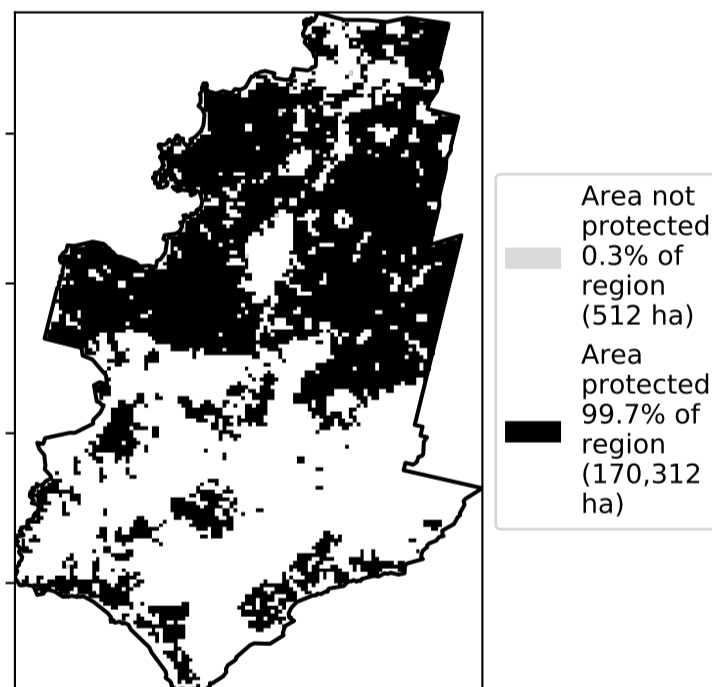 Area not
protected
0.3% of
region
(512 ha)
Area
protected
99.7% of
region
(170,312
ha)